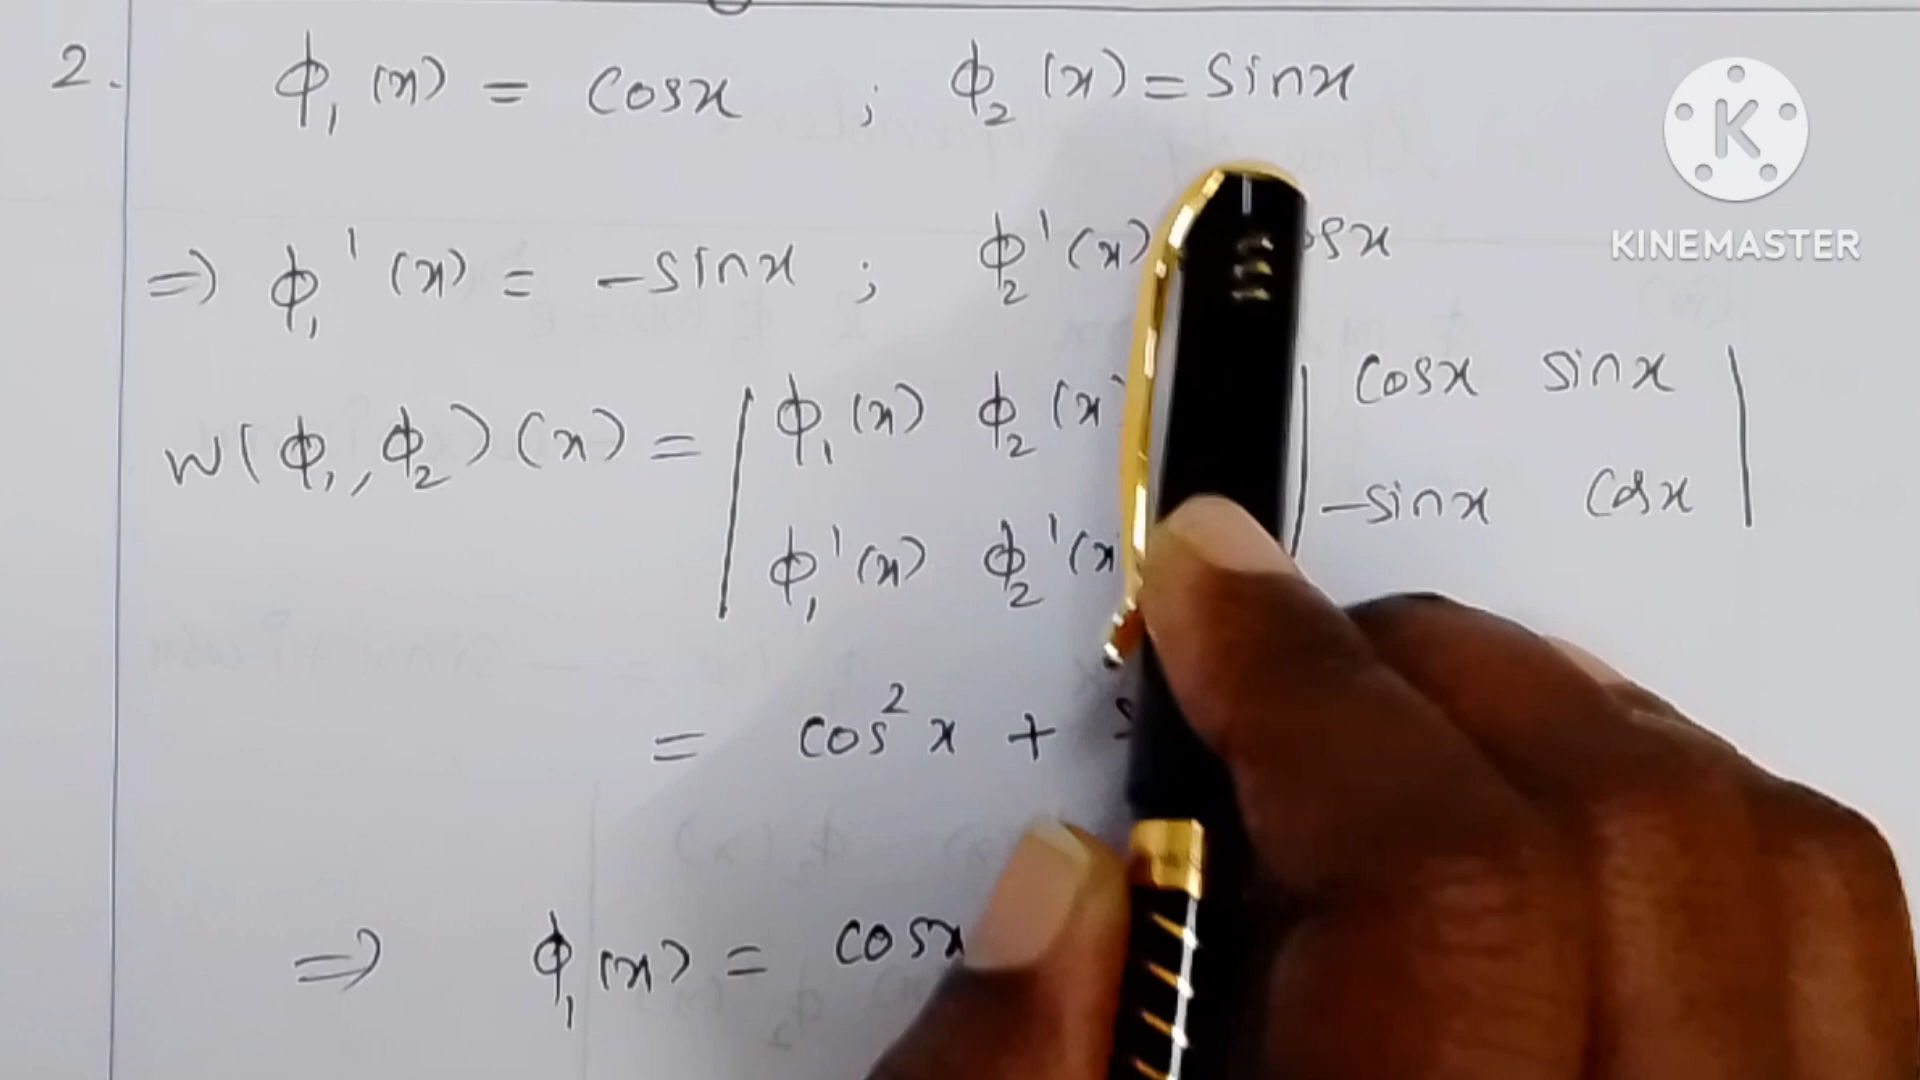 2. ϕ₁(x) = cosx ; ϕ₂(x) = sinx
K
KINEMASTER
⇒ ϕ₁'(x) = -sinx ; ϕ₂'(x)
W(ϕ₁,ϕ₂)(x) = | ϕ₁(x) ϕ₂(x) | cosx sinx |
| ϕ₁'(x) ϕ₂'(x | -sinx cosx |
= cos²x +
⇒ ϕ₁(x) = cosx